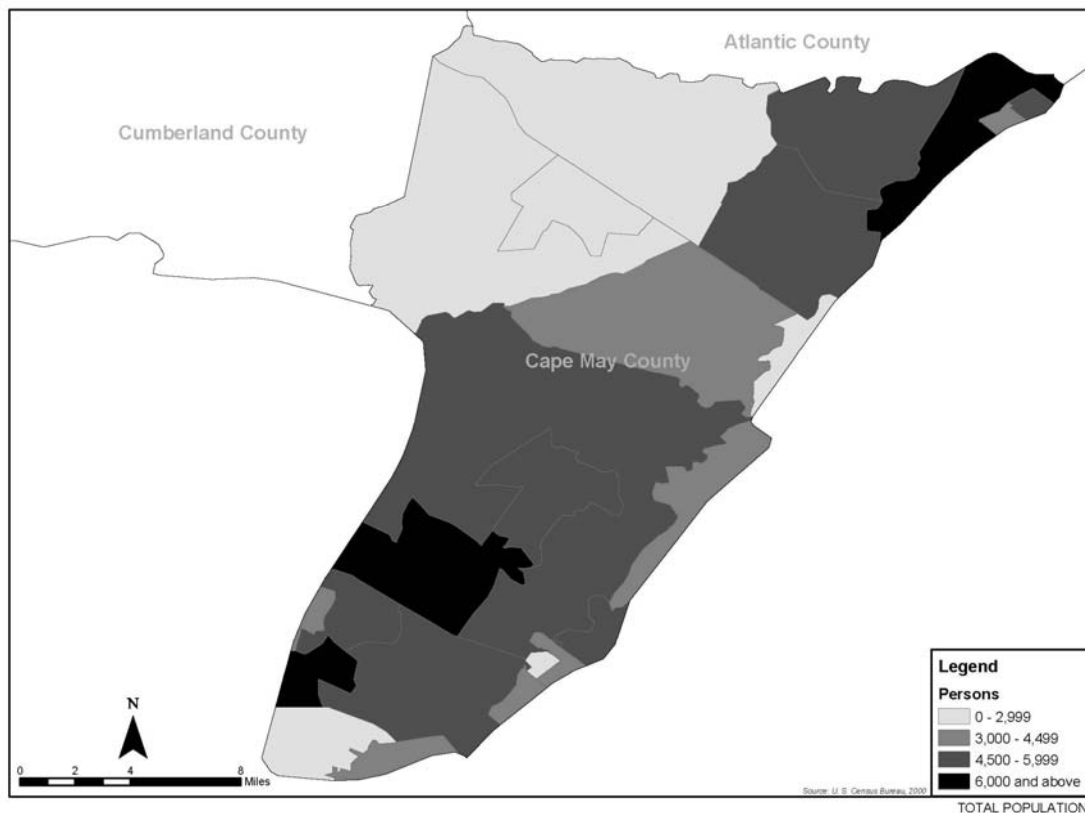 Atlantic County
Cumberland County
Cape May County
N
0 2 4 8
Miles
Legend
Persons
0 - 2,999
3,000 - 4,499
4,500 - 5,999
6,000 and above
Source: U. S. Census Bureau, 2000
TOTAL POPULATION